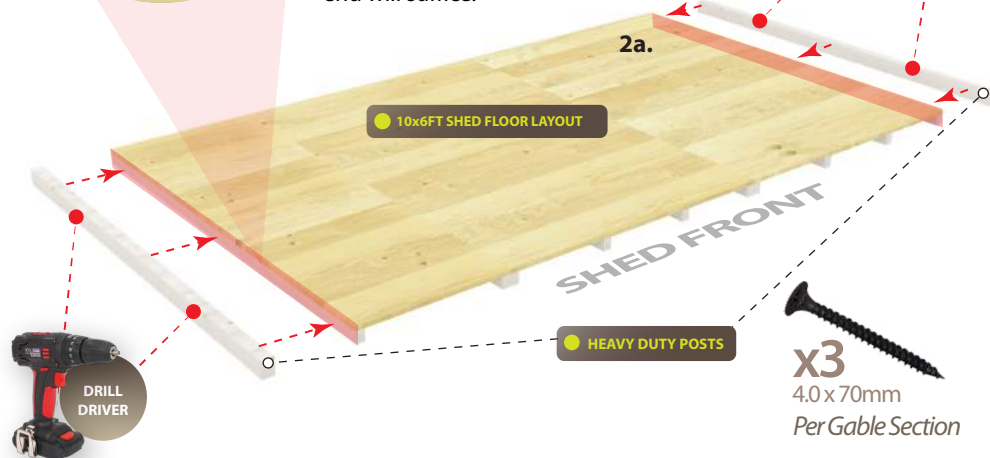 2a.
10x6FT SHED FLOOR LAYOUT
SHED FRONT
HEAVY DUTY POSTS
DRILL
DRIVER
x3
4.0 x 70mm
Per Gable Section